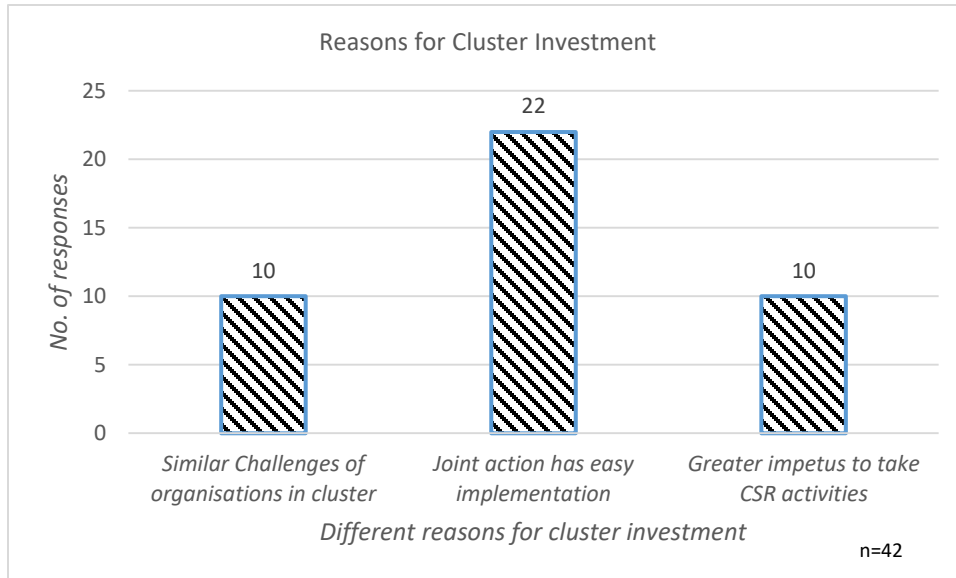 Reasons for Cluster Investment
25
20
15
10
5
0
No. of responses
10
22
10
Similar Challenges of
organisations in cluster
Joint action has easy
implementation
Greater impetus to take
CSR activities
Different reasons for cluster investment
n=42